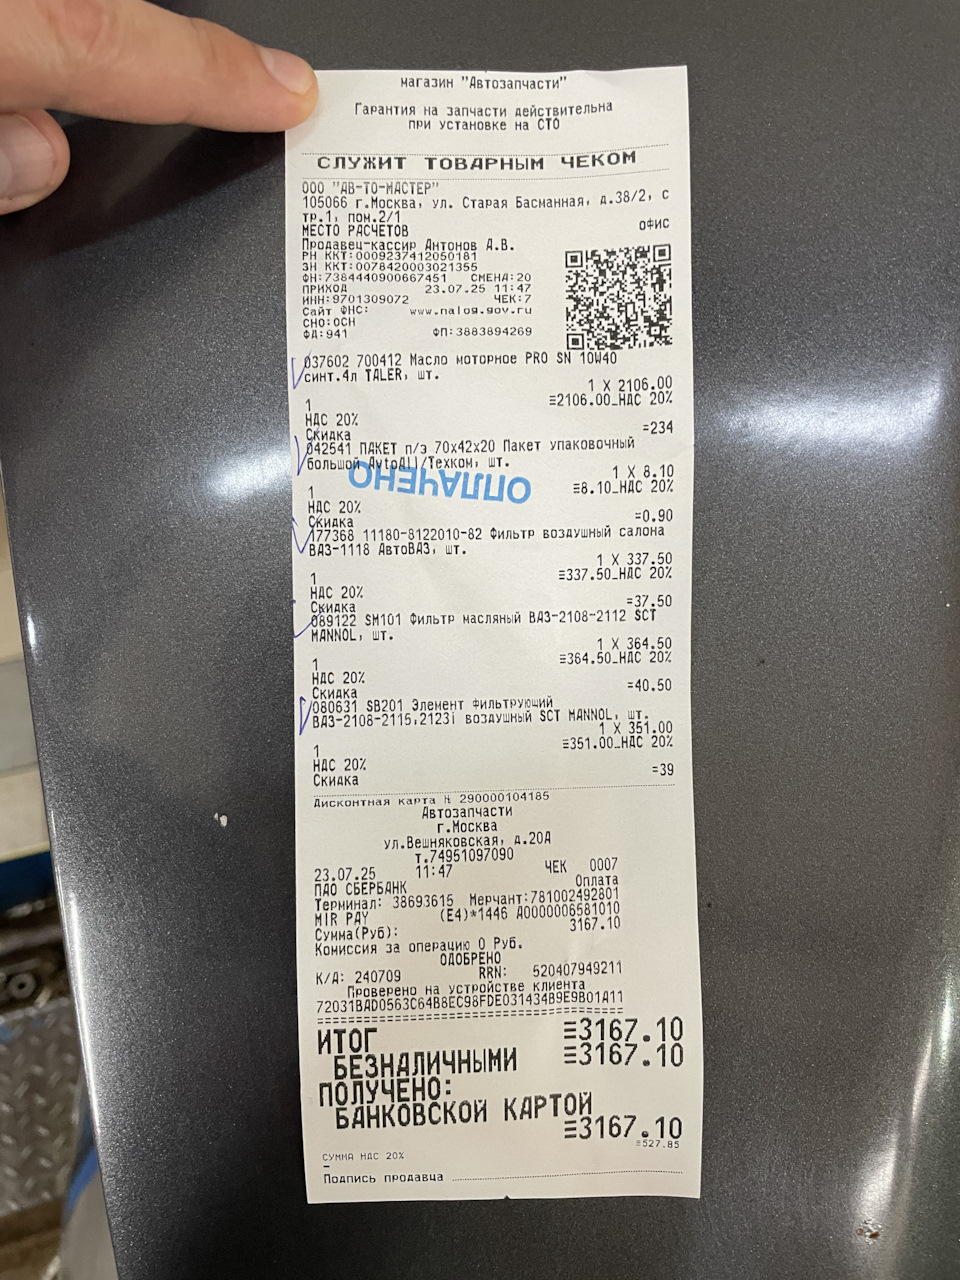 магазин "Автозапчасти"
Гарантия на запчасти действительна
при установке на СТО
СЛУЖИТ ТОВАРНЫМ ЧЕКОМ
ООО "АВ-ТО-МАСТЕР"
105066 г.Москва, ул. Старая Басманная, д.38/2, с
тр.1, пом.2/1
МЕСТО РАСЧЕТОВ ОФИС
Продавец-кассир Антонов А.В.
РН ККТ:0009237412050181
ЗН ККТ:0078420003021355
ФН:7384440900667451 СМЕНА:20
ПРИХОД 23.07.25 11:47
ИНН:9701309072 ЧЕК:7
Сайт ФНС: www.nalog.gov.ru
СНО:ОСН
ФД:941 ФП:3883894269
037602 700412 Масло моторное PRO SN 10W40
синт.4л TALER, шт.
1 X 2106.00
1 ≡2106.00_НДС 20%
НДС 20%
Скидка =234
042541 ПАКЕТ п/э 70х42х20 Пакет упаковочный
большой AvtoAll/Техком, шт.
1 X 8.10
1 ≡8.10_НДС 20%
ОПЛАЧЕНО
НДС 20%
Скидка =0.90
177368 11180-8122010-82 Фильтр воздушный салона
ВАЗ-1118 АвтоВАЗ, шт.
1 X 337.50
1 ≡337.50_НДС 20%
НДС 20%
Скидка =37.50
089122 SM101 Фильтр масляный ВАЗ-2108-2112 SCT
MANNOL, шт.
1 X 364.50
1 ≡364.50_НДС 20%
НДС 20%
Скидка =40.50
080631 SB201 Элемент фильтрующий
ВАЗ-2108-2115,2123i воздушный SCT MANNOL, шт.
1 X 351.00
1 ≡351.00_НДС 20%
НДС 20%
Скидка =39
Дисконтная карта № 290000104185
Автозапчасти
г.Москва
ул.Вешняковская, д.20А
т.74951097090
23.07.25 11:47 ЧЕК 0007
ПАО СБЕРБАНК Оплата
Терминал: 38693615 Мерчант:781002492801
MIR PAY (E4)*1446 A0000006581010
Сумма(Руб): 3167.10
Комиссия за операцию 0 Руб.
ОДОБРЕНО
К/А: 240709 RRN: 520407949211
Проверено на устройстве клиента
72031BAD0563C64B8EC98FDE031434B9E9B01A11
ИТОГ ≡3167.10
БЕЗНАЛИЧНЫМИ ≡3167.10
ПОЛУЧЕНО:
БАНКОВСКОЙ КАРТОЙ
≡3167.10
СУММА НДС 20% ≡527.85
Подпись продавца